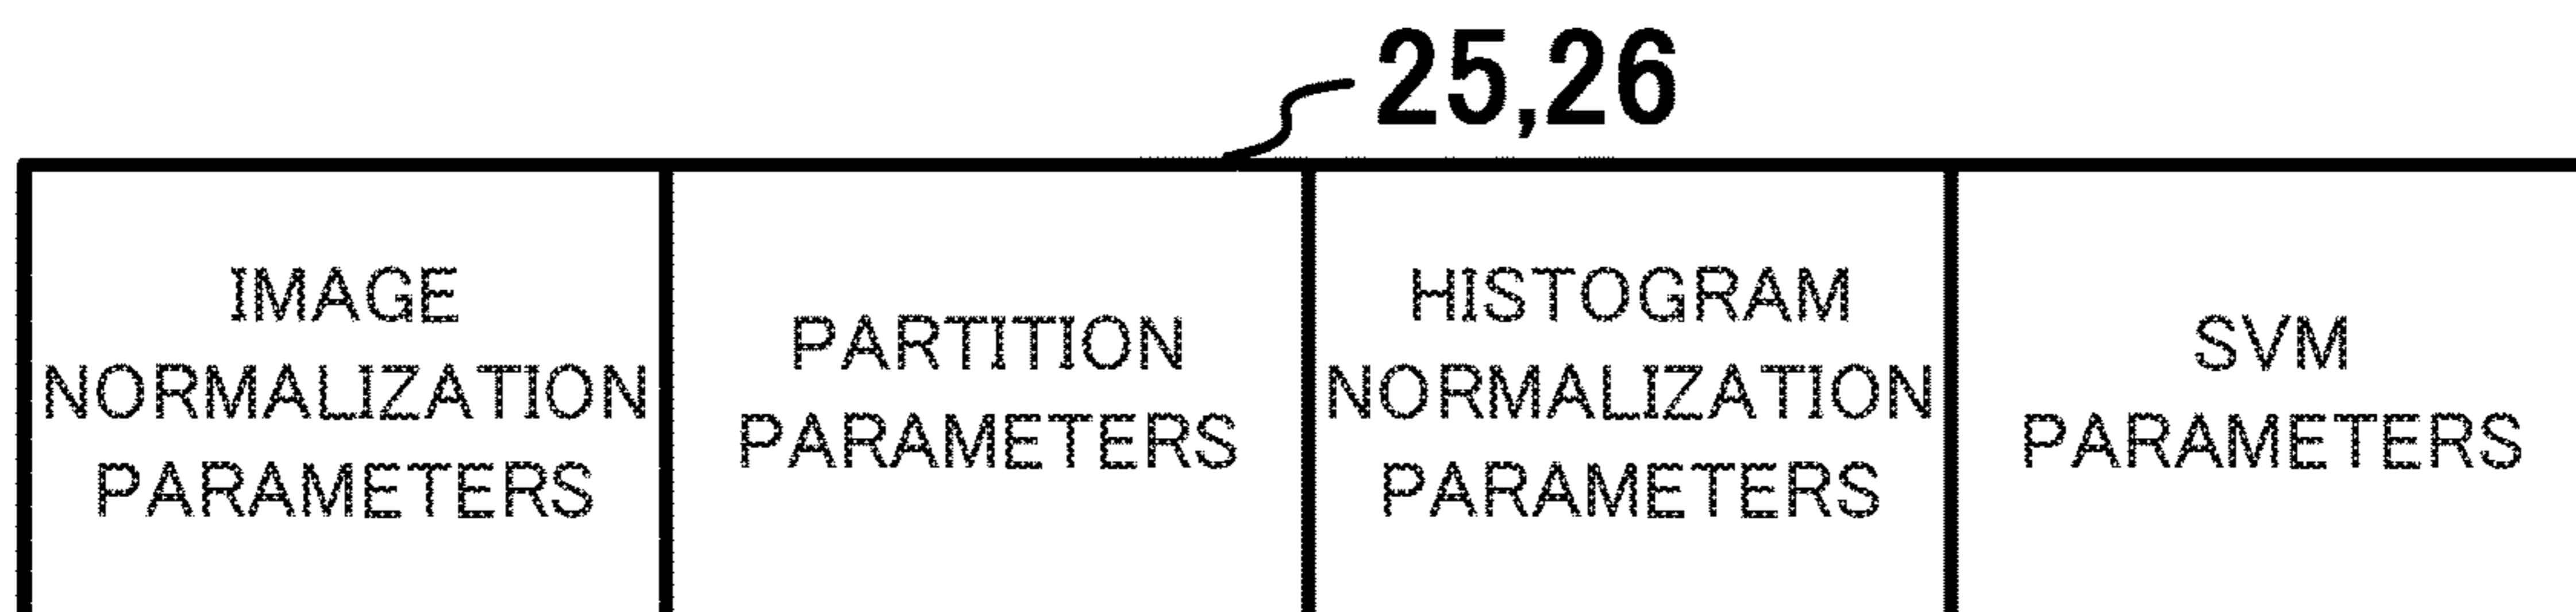 25,26
IMAGE
NORMALIZATION
PARAMETERS
PARTITION
PARAMETERS
HISTOGRAM
NORMALIZATION
PARAMETERS
SVM
PARAMETERS